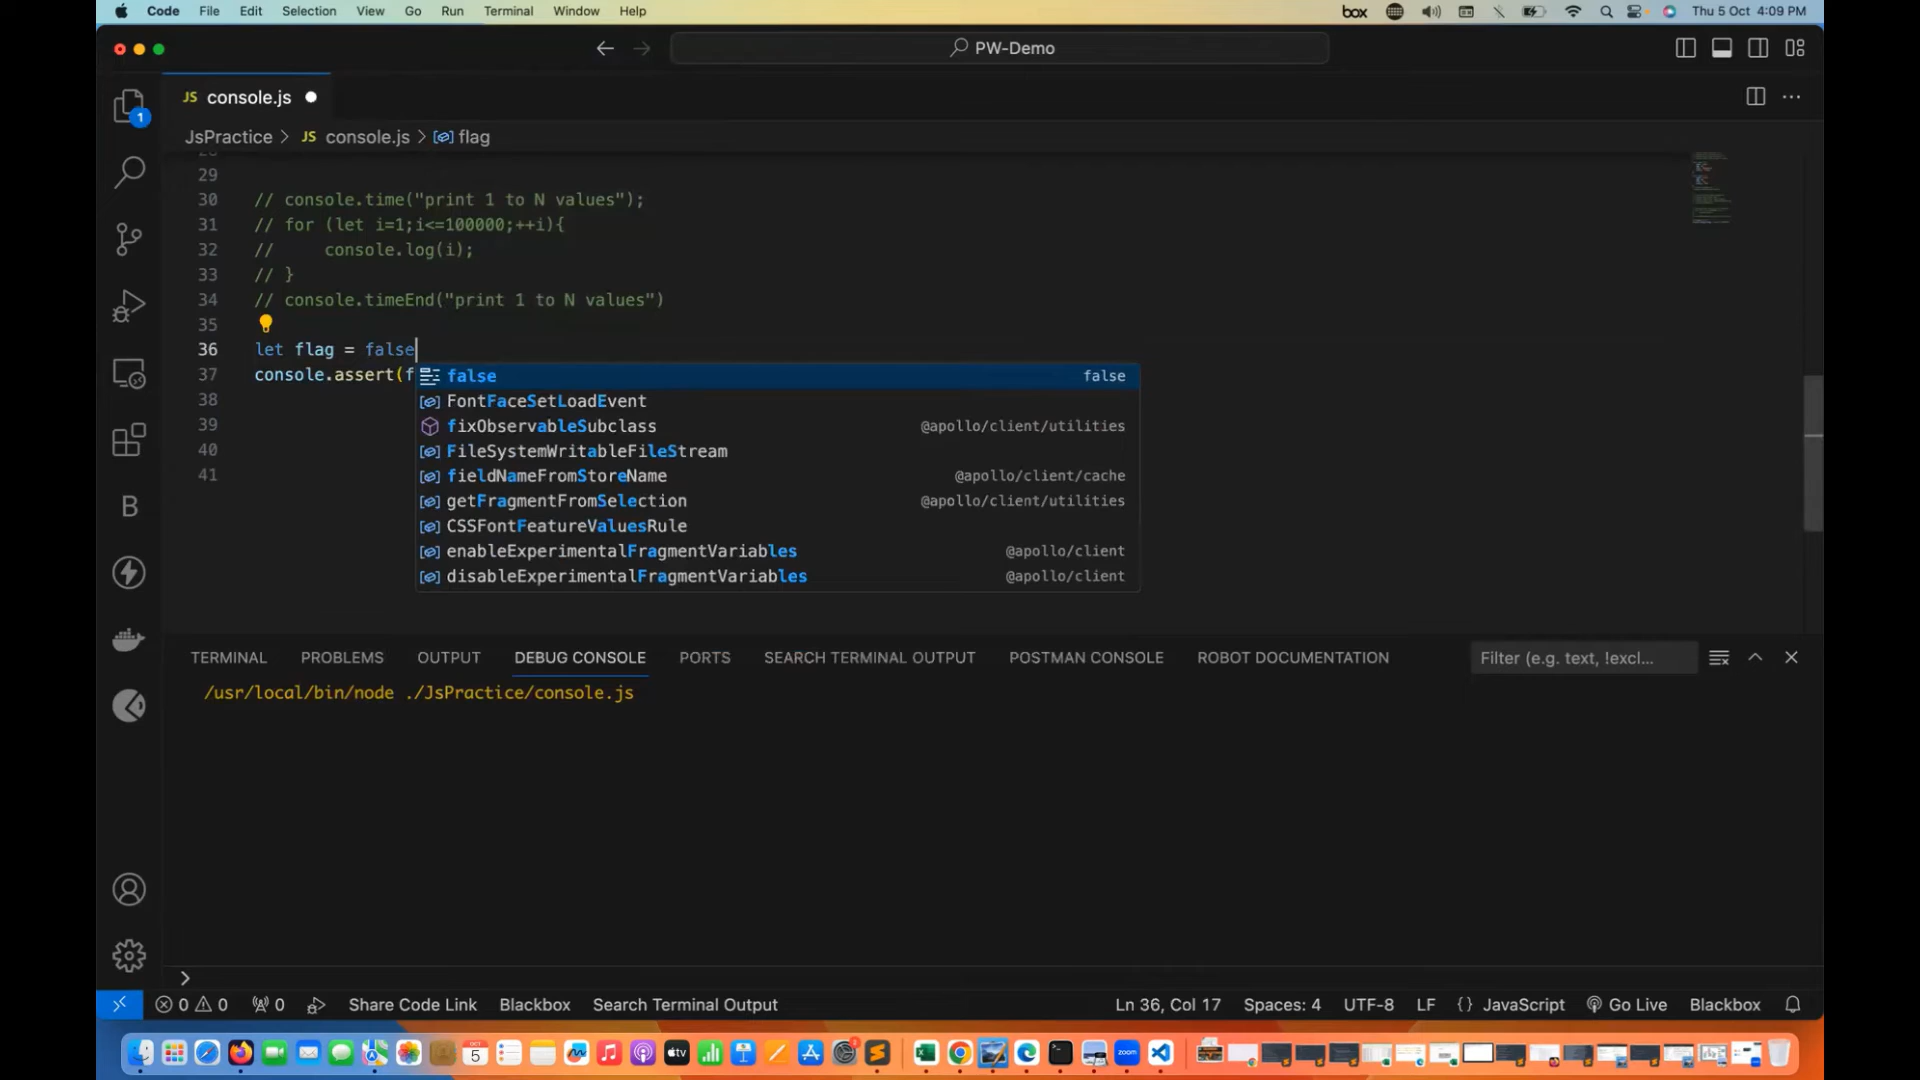 Code File Edit Selection View Go Run Terminal Window Help box Thu 5 Oct 4:09 PM
PW-Demo
JS console.js
JsPractice > JS console.js > flag
1
29
30 // console.time("print 1 to N values");
31 // for (let i=1;i<=100000;++i){
32 // console.log(i);
33 // }
34 // console.timeEnd("print 1 to N values")
35
36 let flag = false
37 console.assert(f
38
39
40
41
false false
FontFaceSetLoadEvent
fixObservableSubclass @apollo/client/utilities
FileSystemWritableFileStream
fieldNameFromStoreName @apollo/client/cache
getFragmentFromSelection @apollo/client/utilities
CSSFontFeatureValuesRule
enableExperimentalFragmentVariables @apollo/client
disableExperimentalFragmentVariables @apollo/client
B
TERMINAL PROBLEMS OUTPUT DEBUG CONSOLE PORTS SEARCH TERMINAL OUTPUT POSTMAN CONSOLE ROBOT DOCUMENTATION Filter (e.g. text, !excl...
/usr/local/bin/node ./JsPractice/console.js
>
0 0 0 Share Code Link Blackbox Search Terminal Output Ln 36, Col 17 Spaces: 4 UTF-8 LF {} JavaScript Go Live Blackbox
5 tv zoom